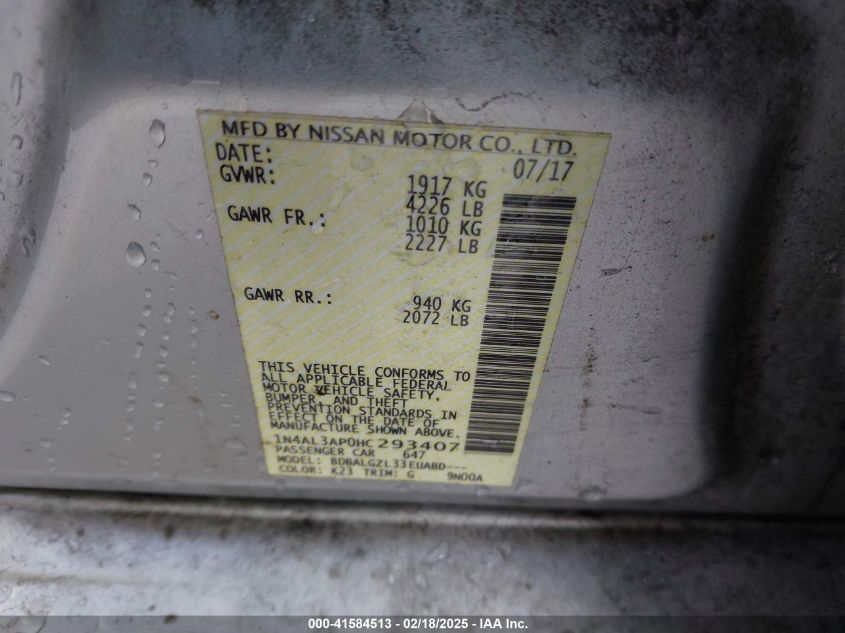 MFD BY NISSAN MOTOR CO., LTD.
DATE: 07/17
GVWR: 1917 KG
4226 LB
GAWR FR.: 1010 KG
2227 LB
GAWR RR.: 940 KG
2072 LB
THIS VEHICLE CONFORMS TO
ALL APPLICABLE FEDERAL
MOTOR VEHICLE SAFETY,
BUMPER, AND THEFT
PREVENTION STANDARDS IN
EFFECT ON THE DATE OF
MANUFACTURE SHOWN ABOVE.
1N4AL3AP0HC293407
PASSENGER CAR 647
MODEL: BDBALGZL33EUABD---
COLOR: K23 TRIM: G 9N00A
000-41584513 - 02/18/2025 - IAA Inc.